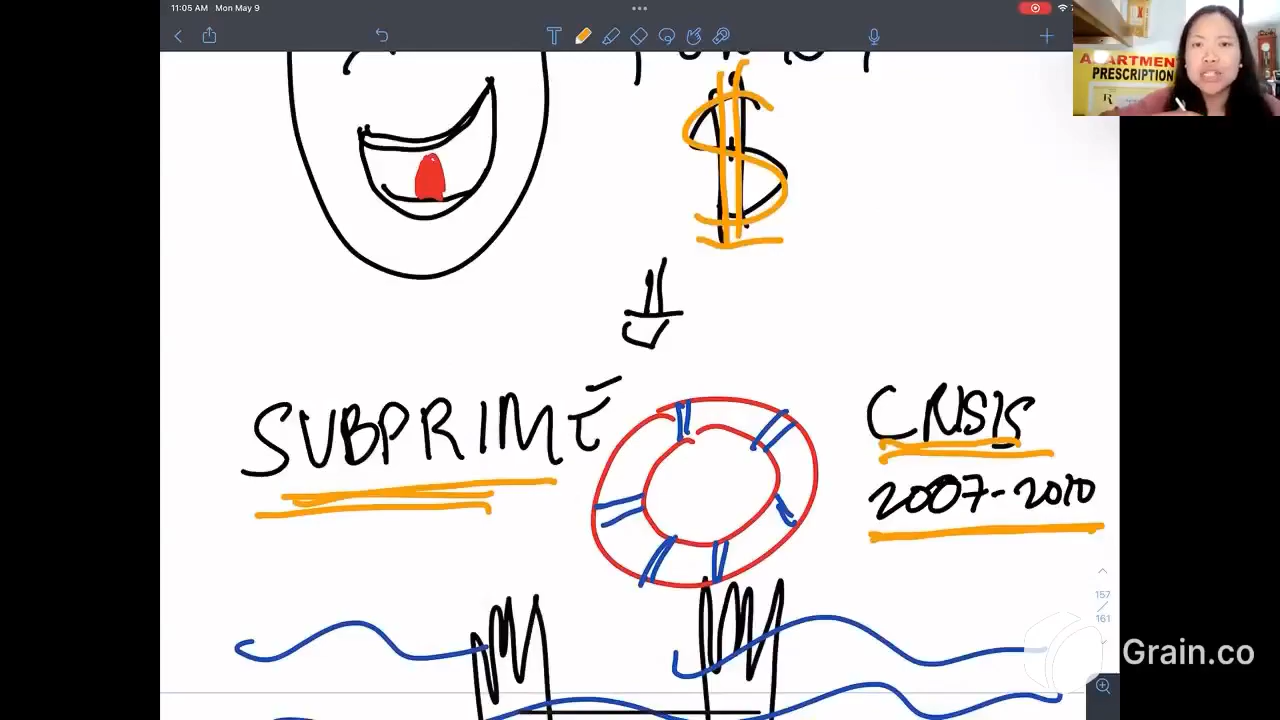 11:05 AM Mon May 9
APARTMENT
PRESCRIPTION
$
SUBPRIME
CRISIS
2007-2010
157
161
Grain.co